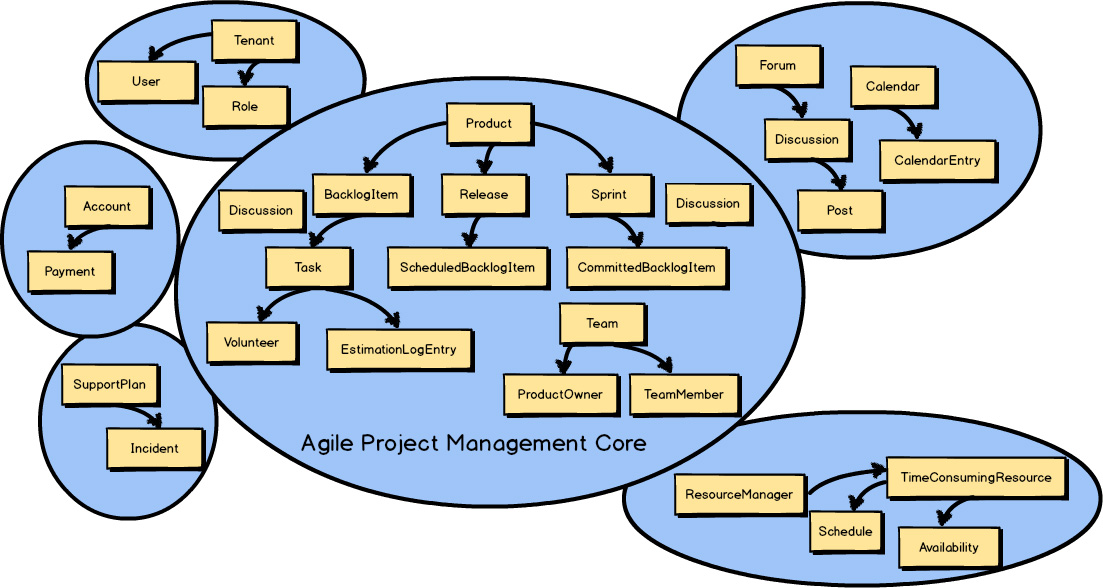 Tenant
User
Role
Forum
Calendar
Discussion
CalendarEntry
Post
Account
Payment
SupportPlan
Incident
Product
BacklogItem
Release
Sprint
Discussion
Discussion
Task
ScheduledBacklogItem
CommittedBacklogItem
Volunteer
EstimationLogEntry
Team
ProductOwner
TeamMember
Agile Project Management Core
ResourceManager
TimeConsumingResource
Schedule
Availability